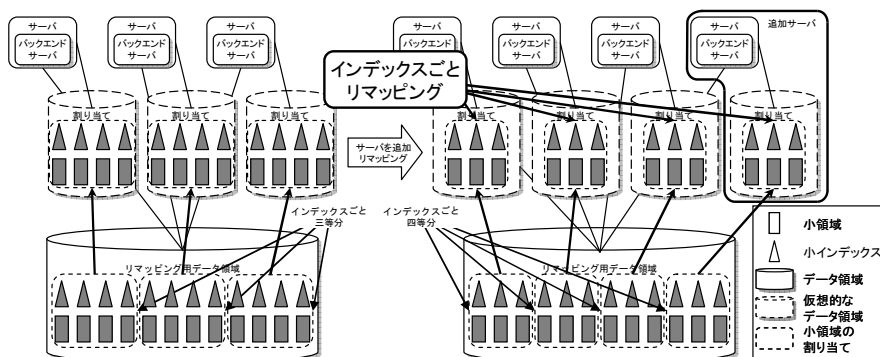 サーバ
バックエンド
サーバ
サーバ
バックエンド
サーバ
サーバ
バックエンド
サーバ
割り当て
割り当て
割り当て
サーバを追加
リマッピング
インデックスごと
三等分
リマッピング用データ領域
サーバ
バックエンド
サーバ
バックエンド
サーバ
サーバ
バックエンド
サーバ
追加サーバ
サーバ
バックエンド
サーバ
インデックスごと
リマッピング
割り当て
割り当て
割り当て
割り当て
インデックスごと
四等分
リマッピング用データ領域
小領域
小インデックス
データ領域
仮想的な
データ領域
小領域の
割り当て